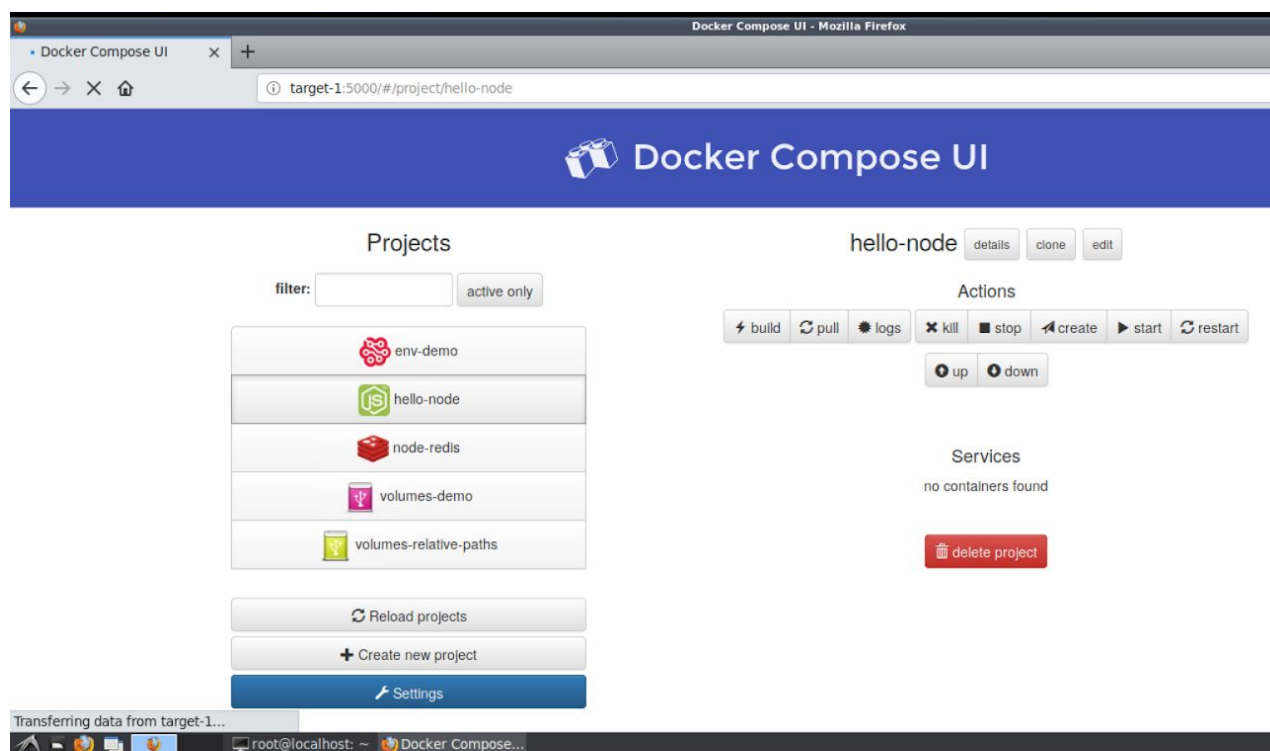 Docker Compose UI - Mozilla Firefox
• Docker Compose UI
target-1:5000/#/project/hello-node
Docker Compose UI
Projects
filter:
active only
env-demo
JS
hello-node
node-redis
volumes-demo
volumes-relative-paths
Reload projects
Create new project
Settings
hello-node details clone edit
Actions
build pull logs kill stop create start restart
up down
Services
no containers found
delete project
Transferring data from target-1...
root@localhost: ~ Docker Compose...